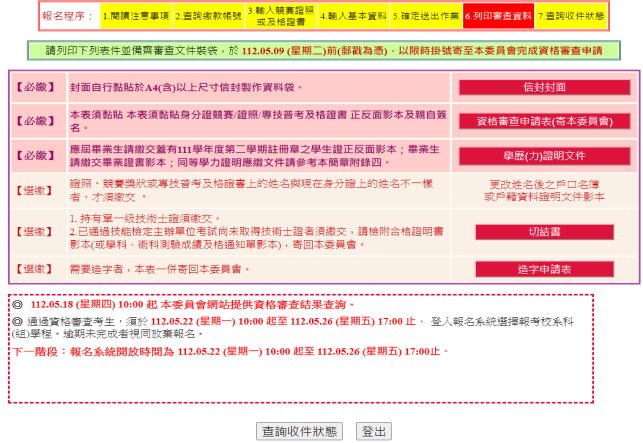 報名程序： 1.閱讀注意事項 2.查詢繳款帳號 3.輸入競賽證照或及格證書 4.輸入基本資料 5.確定送出作業 6.列印審查資料 7.查詢收件狀態
請列印下列表件並備齊審查文件裝袋，於 112.05.09 (星期二)前(郵戳為憑)，以限時掛號寄至本委員會完成資格審查申請
【必繳】 封面自行黏貼於A4(含)以上尺寸信封製作資料袋。 信封封面
【必繳】 本表須黏貼 本表須黏貼身分證競賽/證照/專技普考及格證書 正反面影本及親自簽名。 資格審查申請表(寄本委員會)
【必繳】 應屆畢業生請繳交蓋有111學年度第二學期註冊章之學生證正反面影本；畢業生請繳交畢業證書影本；同等學力證明應繳文件請參考本簡章附錄四。 學歷(力)證明文件
【選繳】 證照、競賽獎狀或專技普考及格證書上的姓名與現在身分證上的姓名不一樣者，才須繳交 。 更改姓名後之戶口名簿
或戶籍資料證明文件影本
【選繳】 1. 持有單一級技術士證須繳交。
2.已通過技能檢定主辦單位考試尚未取得技術士證者須繳交，請檢附合格證明書影本(或學科、術科測驗成績及格通知單影本)，寄回本委員會。 切結書
【選繳】 需要造字者，本表一併寄回本委員會。 造字申請表
◎ 112.05.18 (星期四) 10:00 起 本委員會網站提供資格審查結果查詢。
◎ 通過資格審查考生，須於 112.05.22 (星期一) 10:00 起至 112.05.26 (星期五) 17:00 止， 登入報名系統選擇報考校系科
(組)學程。逾期未完成者視同放棄報名。
下一階段：報名系統開放時間為 112.05.22 (星期一) 10:00 起至 112.05.26 (星期五) 17:00止。
查詢收件狀態 登出